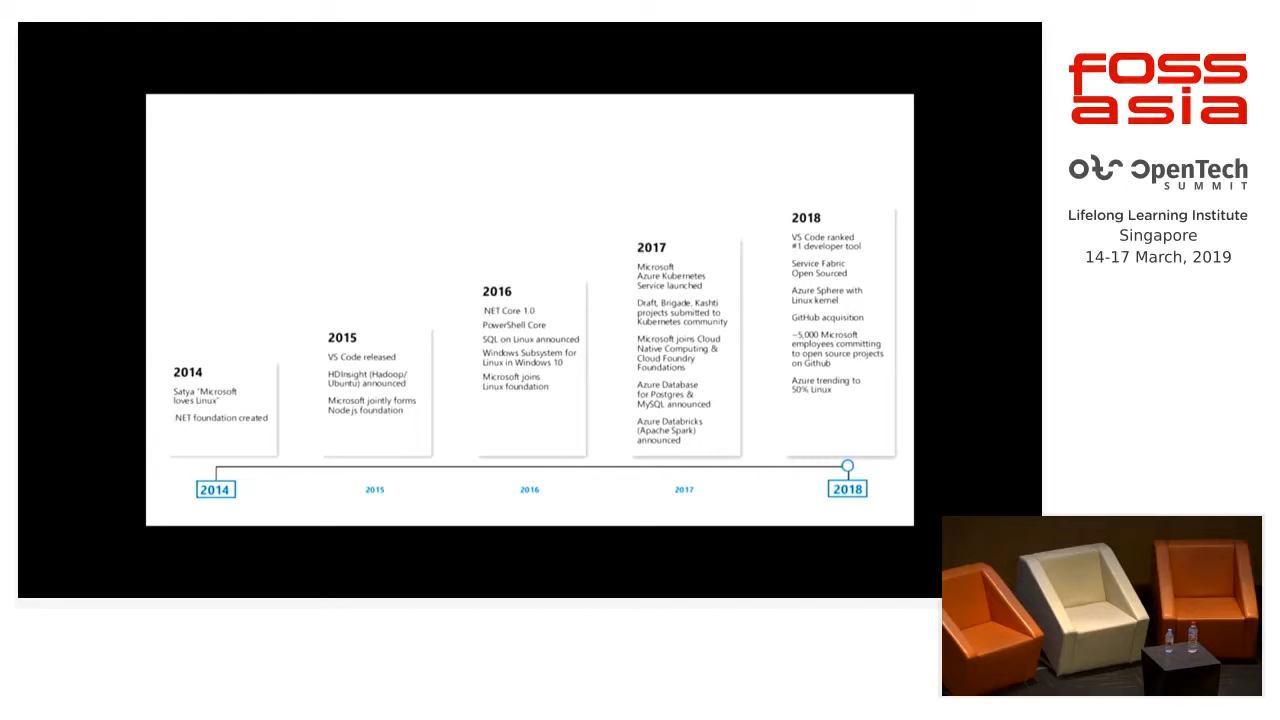 2014
Satya "Microsoft
loves Linux"
.NET foundation created
2015
VS Code released
HDInsight (Hadoop/
Ubuntu) announced
Microsoft jointly forms
Node.js foundation
2016
.NET Core 1.0
PowerShell Core
SQL on Linux announced
Windows Subsystem for
Linux in Windows 10
Microsoft joins
Linux foundation
2017
Microsoft
Azure Kubernetes
Service launched
Draft, Brigade, Kashti
projects submitted to
Kubernetes community
Microsoft joins Cloud
Native Computing &
Cloud Foundry
Foundations
Azure Database
for Postgres &
MySQL announced
Azure Databricks
(Apache Spark)
announced
2018
VS Code ranked
#1 developer tool
Service Fabric
Open Sourced
Azure Sphere with
Linux kernel
GitHub acquisition
~5,000 Microsoft
employees committing
to open source projects
on Github
Azure trending to
50% Linux
2014
2015
2016
2017
2018
foss
asia
OpenTech
SUMMIT
Lifelong Learning Institute
Singapore
14-17 March, 2019